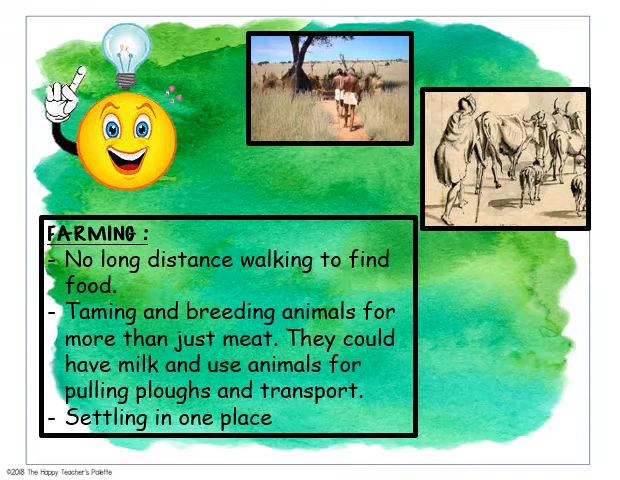 FARMING :
- No long distance walking to find
food.
- Taming and breeding animals for
more than just meat. They could
have milk and use animals for
pulling ploughs and transport.
- Settling in one place
©2018 The Happy Teacher's Palette